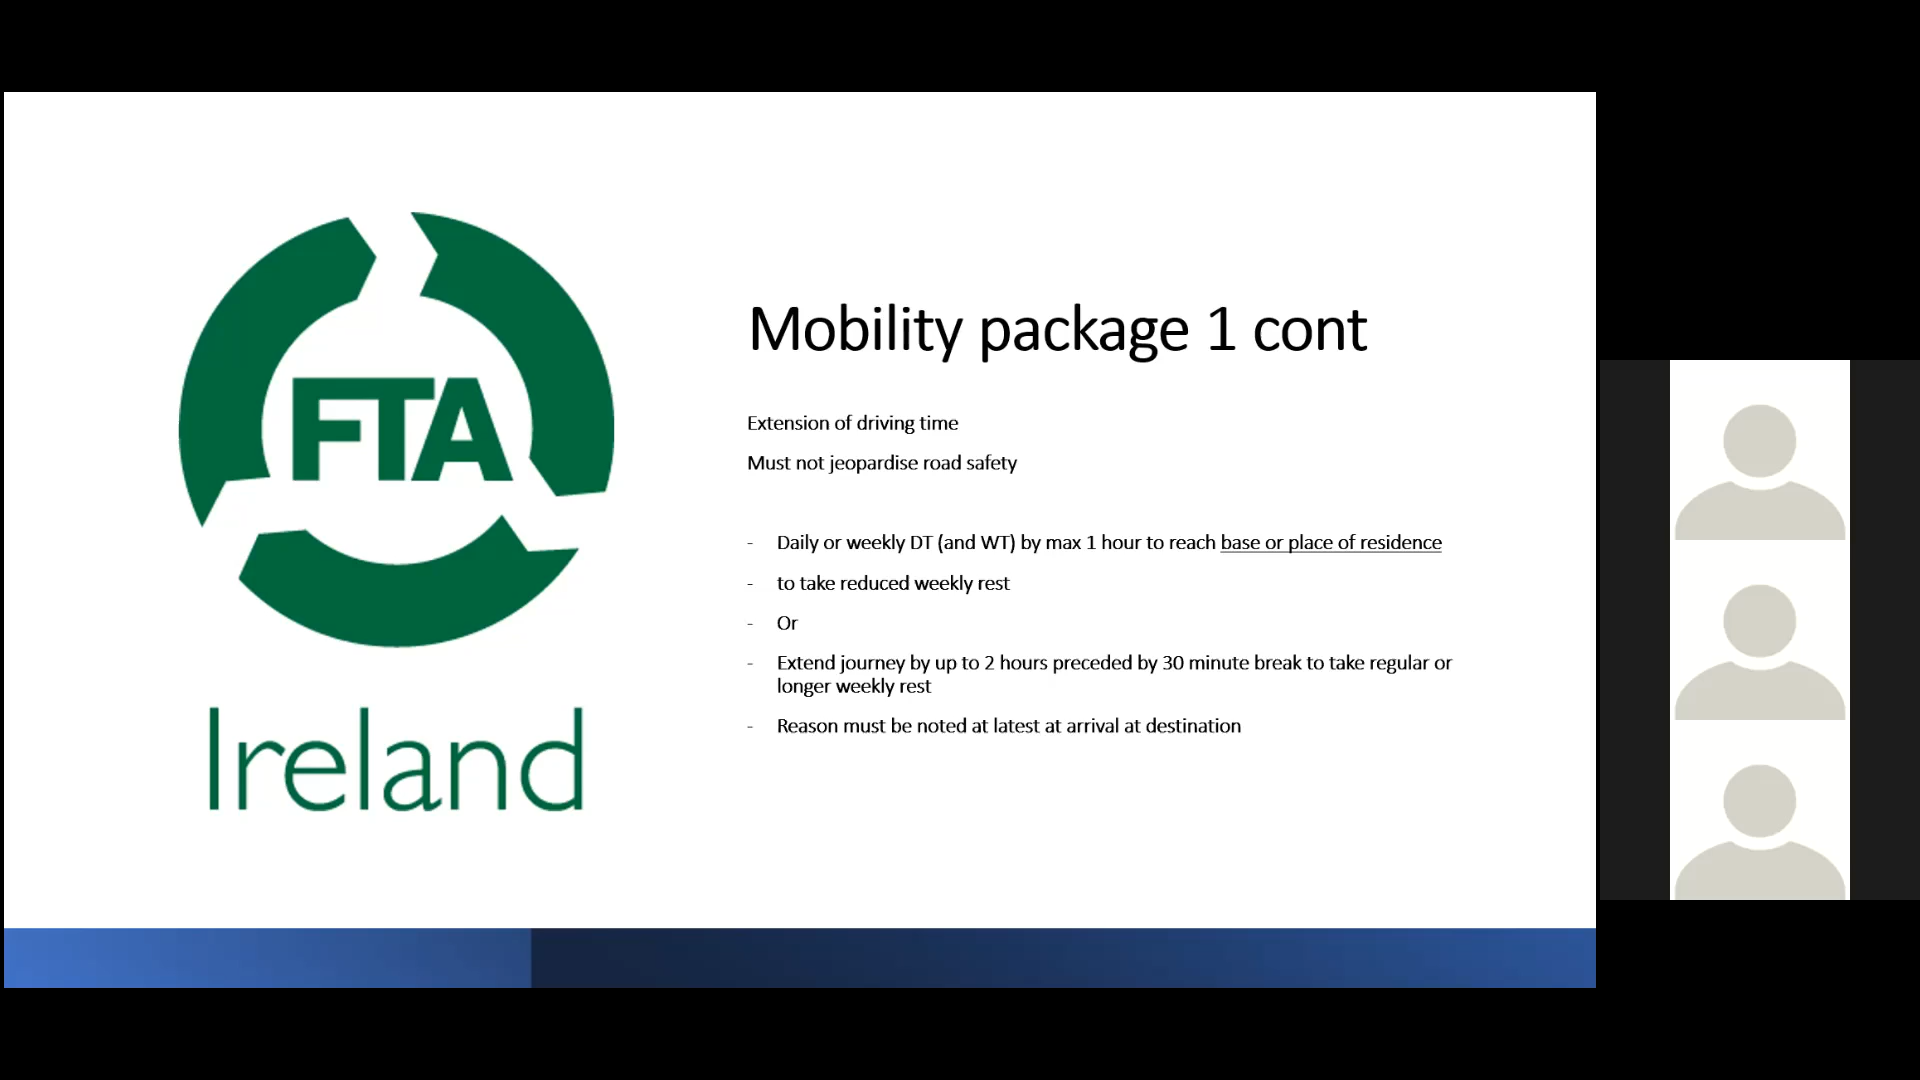 FTA
Ireland
Mobility package 1 cont
Extension of driving time
Must not jeopardise road safety
- Daily or weekly DT (and WT) by max 1 hour to reach base or place of residence
- to take reduced weekly rest
- Or
- Extend journey by up to 2 hours preceded by 30 minute break to take regular or
longer weekly rest
- Reason must be noted at latest at arrival at destination